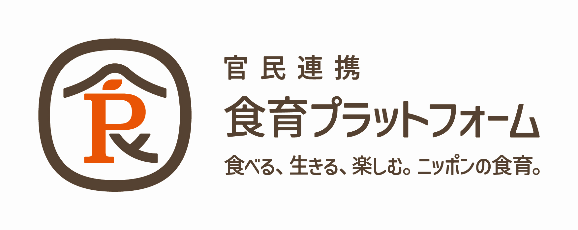 官民連携
食育プラットフォーム
食べる、生きる、楽しむ。ニッポンの食育。